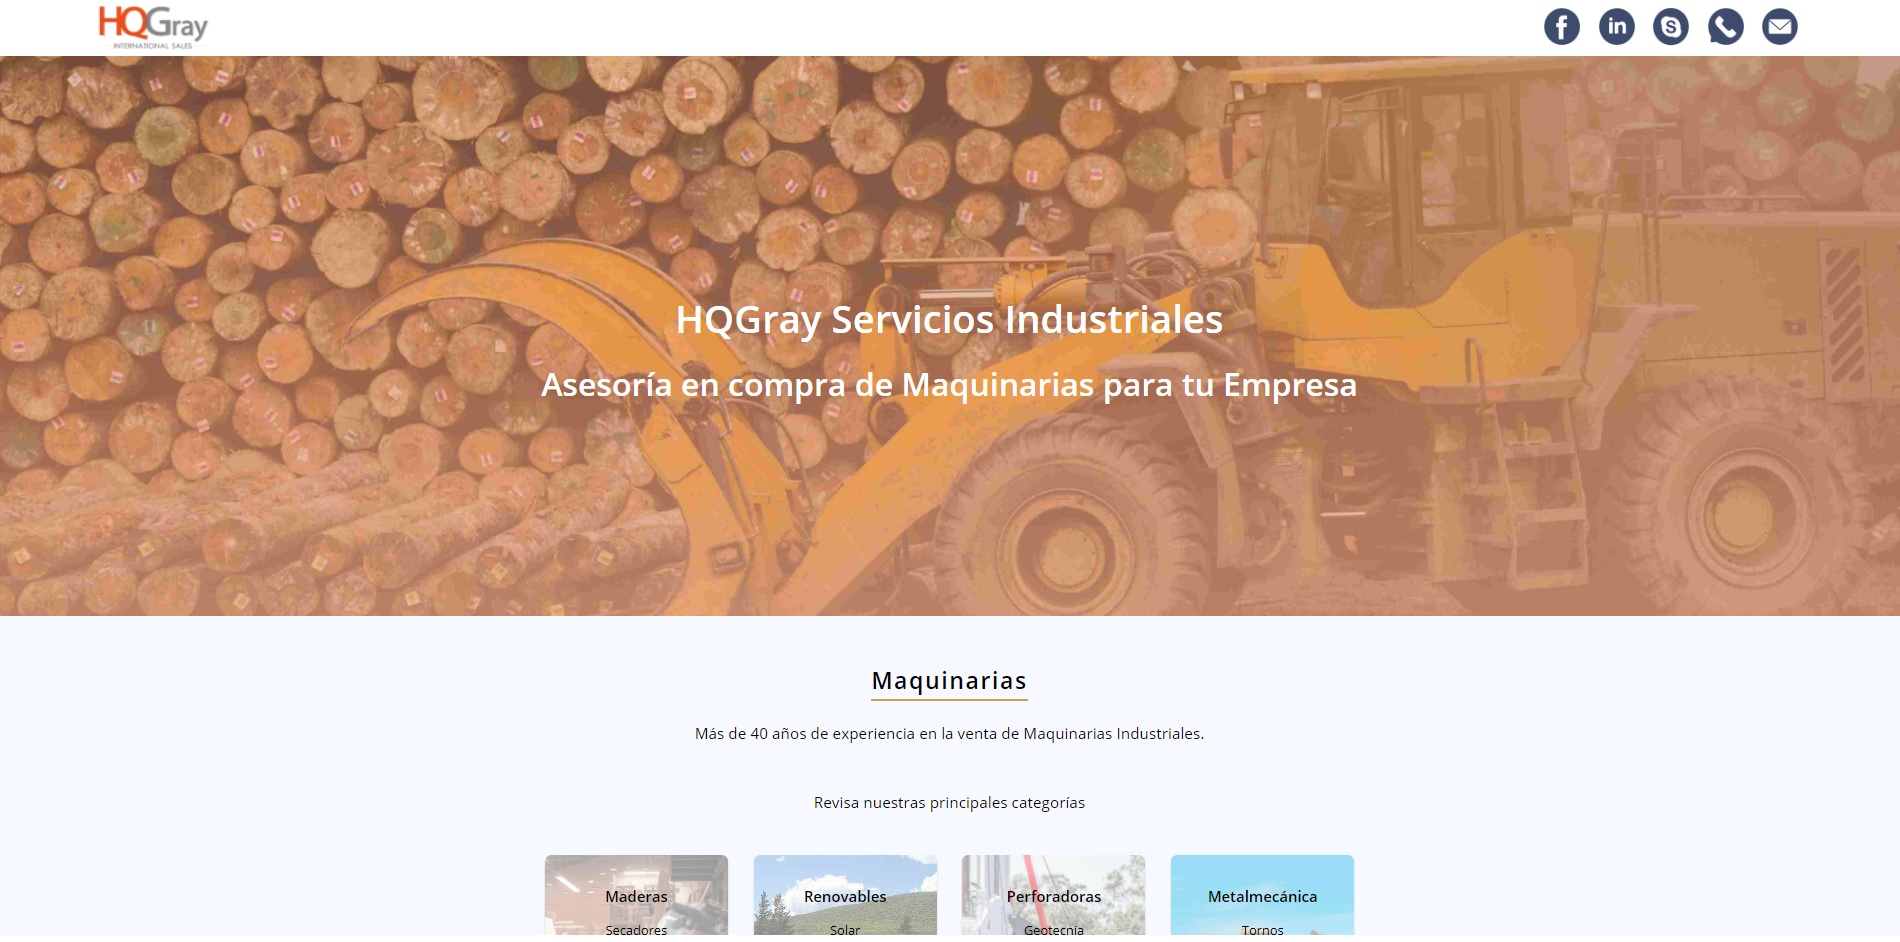 HQGray
INTERNATIONAL SALES
HQGray Servicios Industriales
Asesoría en compra de Maquinarias para tu Empresa
Maquinarias
Más de 40 años de experiencia en la venta de Maquinarias Industriales.
Revisa nuestras principales categorías
Maderas
Renovables
Perforadoras
Metalmecánica
Secadores
Solar
Geotecnia
Tornos